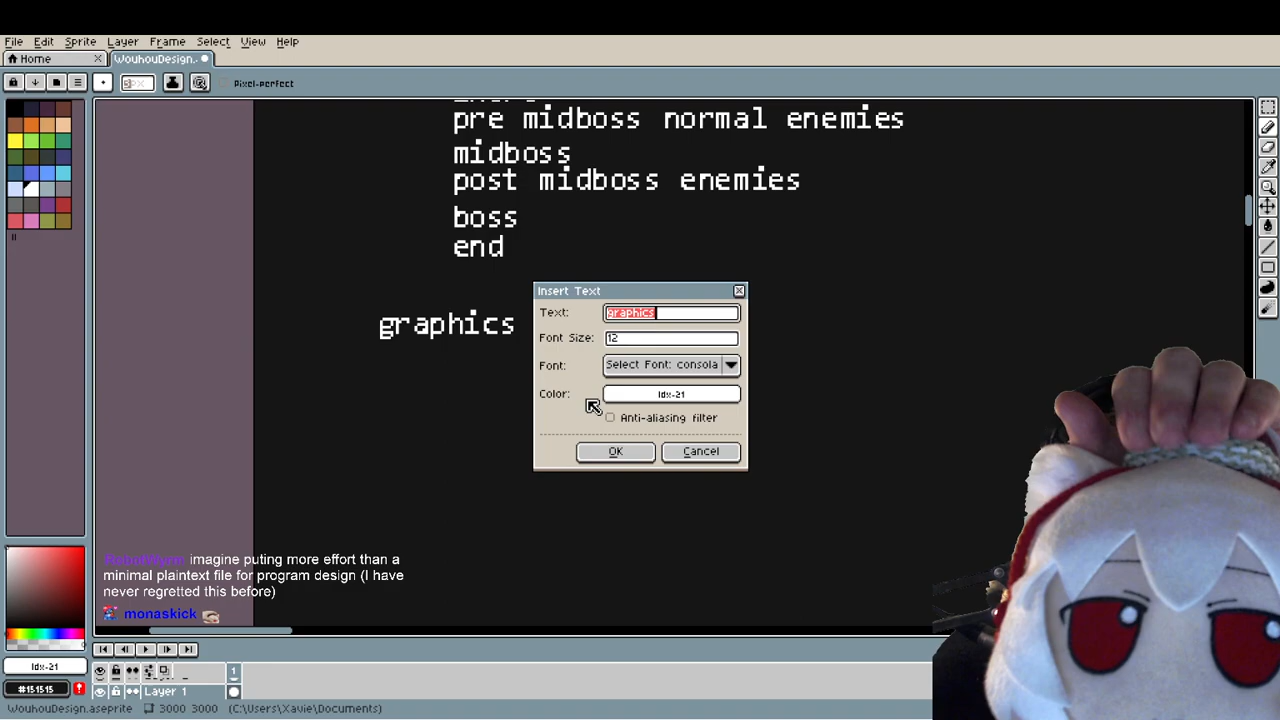 File Edit Sprite Layer Frame Select View Help
Home
WouhouDesign.
Pixel-perfect
pre midboss normal enemies
midboss
post midboss enemies
boss
end
graphics
Insert Text
Text: graphics
Font Size: 12
Font: Select Font: consola
Color: Idx-21
Anti-aliasing filter
OK Cancel
imagine puting more effort than a
minimal plaintext file for program design (I have
never regretted this before)
monaskick
Idx-21
#151515
1
Layer 1
WouhouDesign.aseprite 3000 3000 (C:\Users\Xavie\Documents)